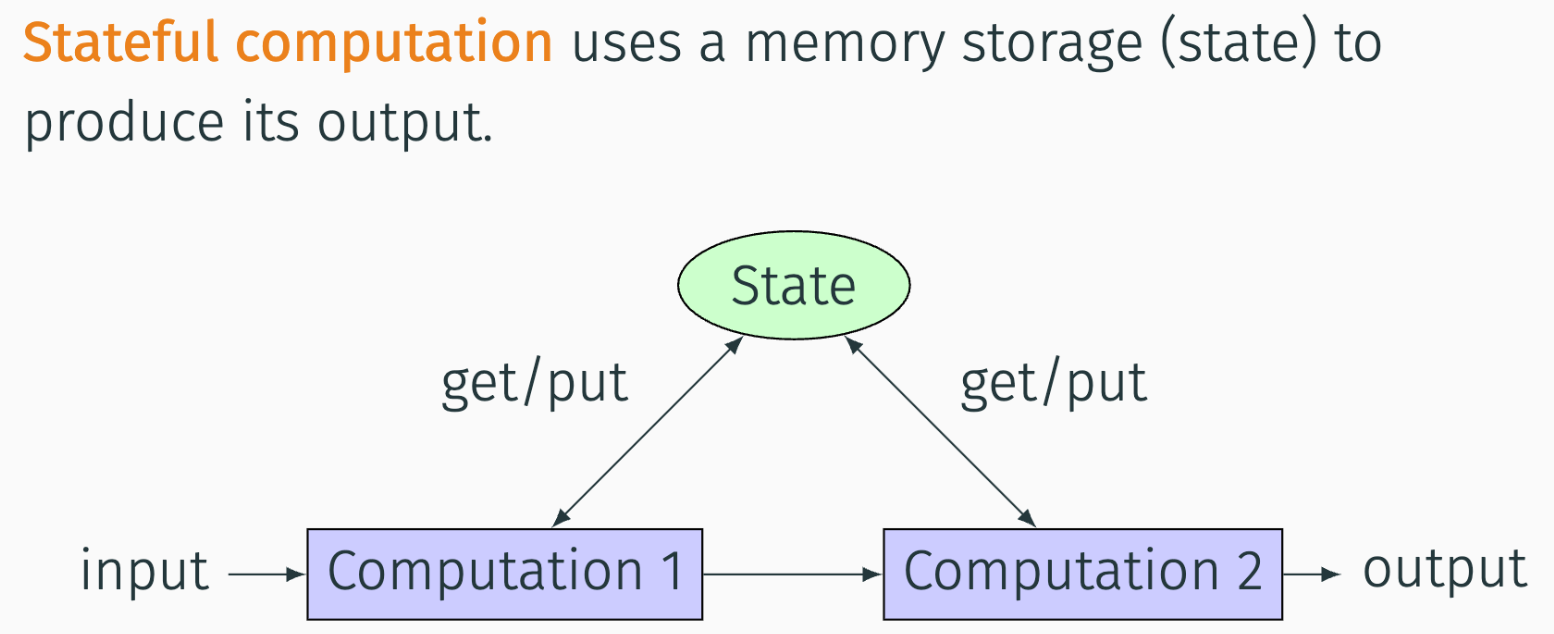 Stateful computation uses a memory storage (state) to
produce its output.
State
get/put
get/put
input
Computation 1
Computation 2
output